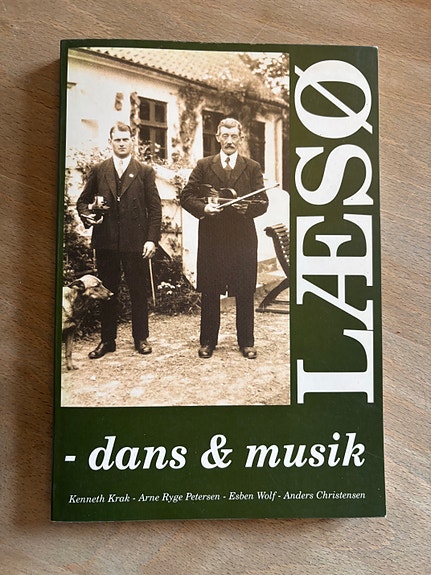 LÆSØ
- dans & musik
Kenneth Krak - Arne Ryge Petersen - Esben Wolf - Anders Christensen